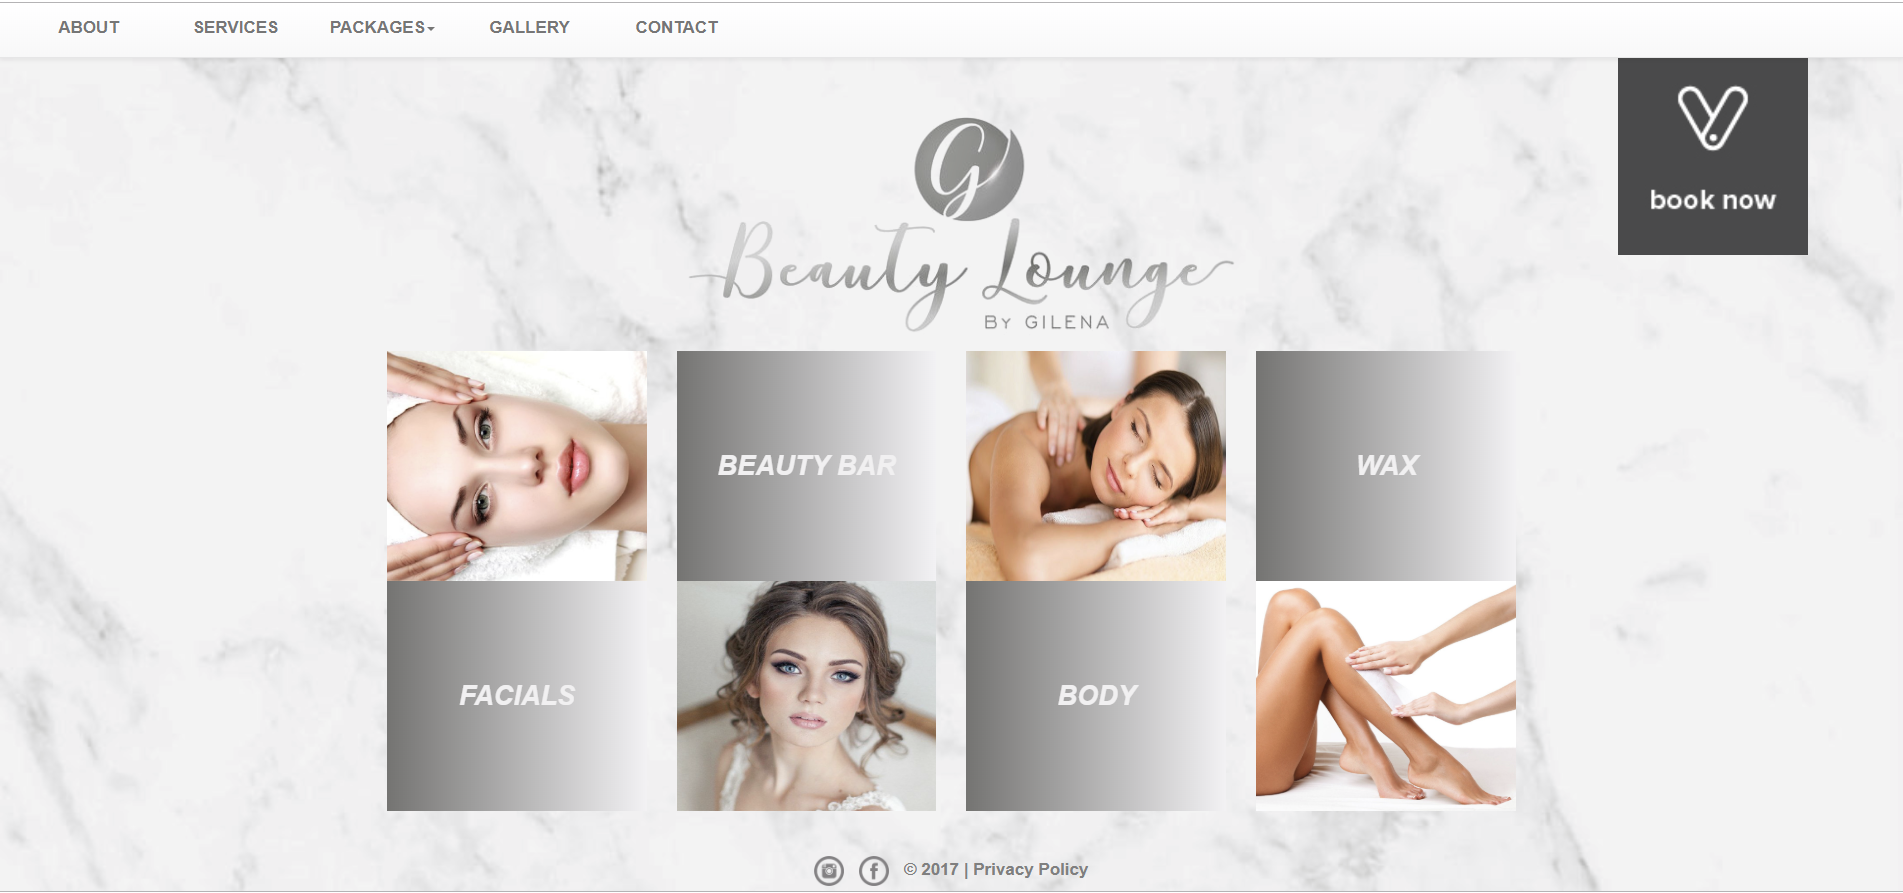 ABOUT SERVICES PACKAGES GALLERY CONTACT
book now
G
Beauty Lounge
BY GILENA
BEAUTY BAR
WAX
FACIALS
BODY
© 2017 | Privacy Policy